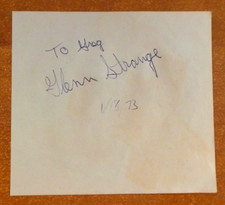 To Greg
Glenn Strange
1/3 73